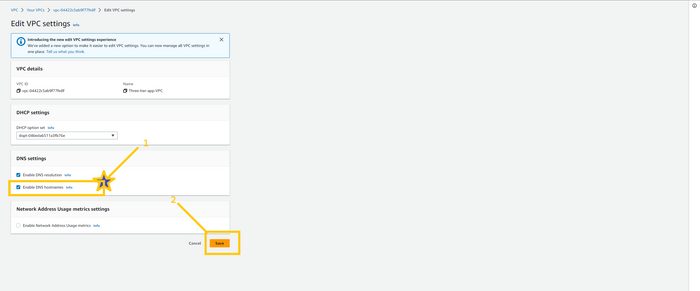 VPC > Your VPCs > vpc-04422c3ab9f77fbdf > Edit VPC settings
Edit VPC settings Info
Introducing the new edit VPC settings experience
We've added a new option to make it easier to edit VPC settings. You can now manage all VPC settings in
one place. Tell us what you think.
VPC details
VPC ID
vpc-04422c3ab9f77fbdf
Name
Three-tier-app-VPC
DHCP settings
DHCP option set Info
DNS settings
Enable DNS resolution Info
Enable DNS hostnames Info
1
Network Address Usage metrics settings
Enable Network Address Usage metrics Info
2
Cancel
Save